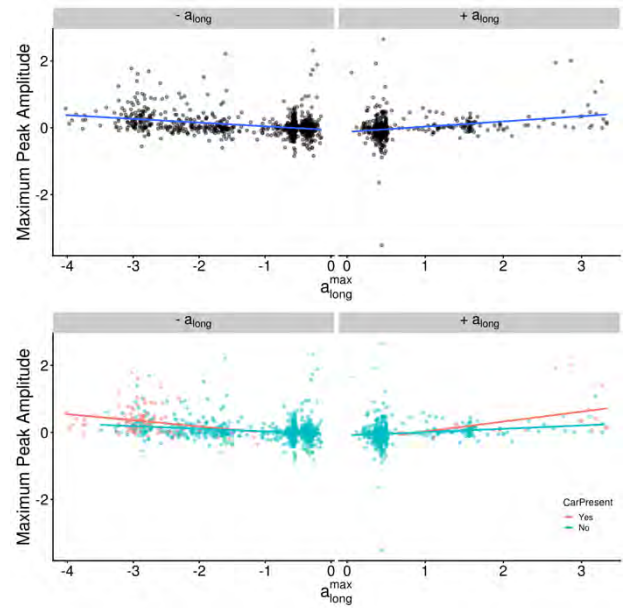 - a_long + a_long
Maximum Peak Amplitude
2
0
-2
-4 -3 -2 -1 0 0 1 2 3
a_long^max
- a_long + a_long
Maximum Peak Amplitude
2
0
-2
CarPresent
Yes
No
-4 -3 -2 -1 0 0 1 2 3
a_long^max